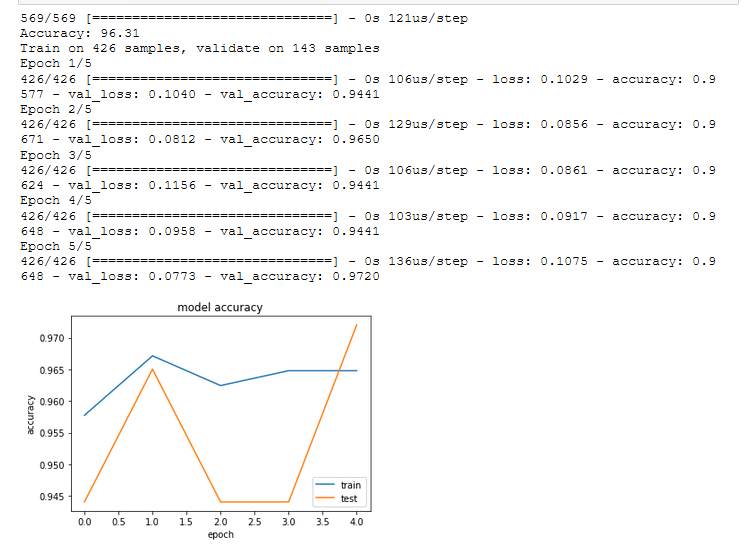 569/569 [==============================] - 0s 121us/step
Accuracy: 96.31
Train on 426 samples, validate on 143 samples
Epoch 1/5
426/426 [==============================] - 0s 106us/step - loss: 0.1029 - accuracy: 0.9
577 - val_loss: 0.1040 - val_accuracy: 0.9441
Epoch 2/5
426/426 [==============================] - 0s 129us/step - loss: 0.0856 - accuracy: 0.9
671 - val_loss: 0.0812 - val_accuracy: 0.9650
Epoch 3/5
426/426 [==============================] - 0s 106us/step - loss: 0.0861 - accuracy: 0.9
624 - val_loss: 0.1156 - val_accuracy: 0.9441
Epoch 4/5
426/426 [==============================] - 0s 103us/step - loss: 0.0917 - accuracy: 0.9
648 - val_loss: 0.0958 - val_accuracy: 0.9441
Epoch 5/5
426/426 [==============================] - 0s 136us/step - loss: 0.1075 - accuracy: 0.9
648 - val_loss: 0.0773 - val_accuracy: 0.9720
model accuracy
accuracy
0.970
0.965
0.960
0.955
0.950
0.945
train
test
0.0 0.5 1.0 1.5 2.0 2.5 3.0 3.5 4.0
epoch